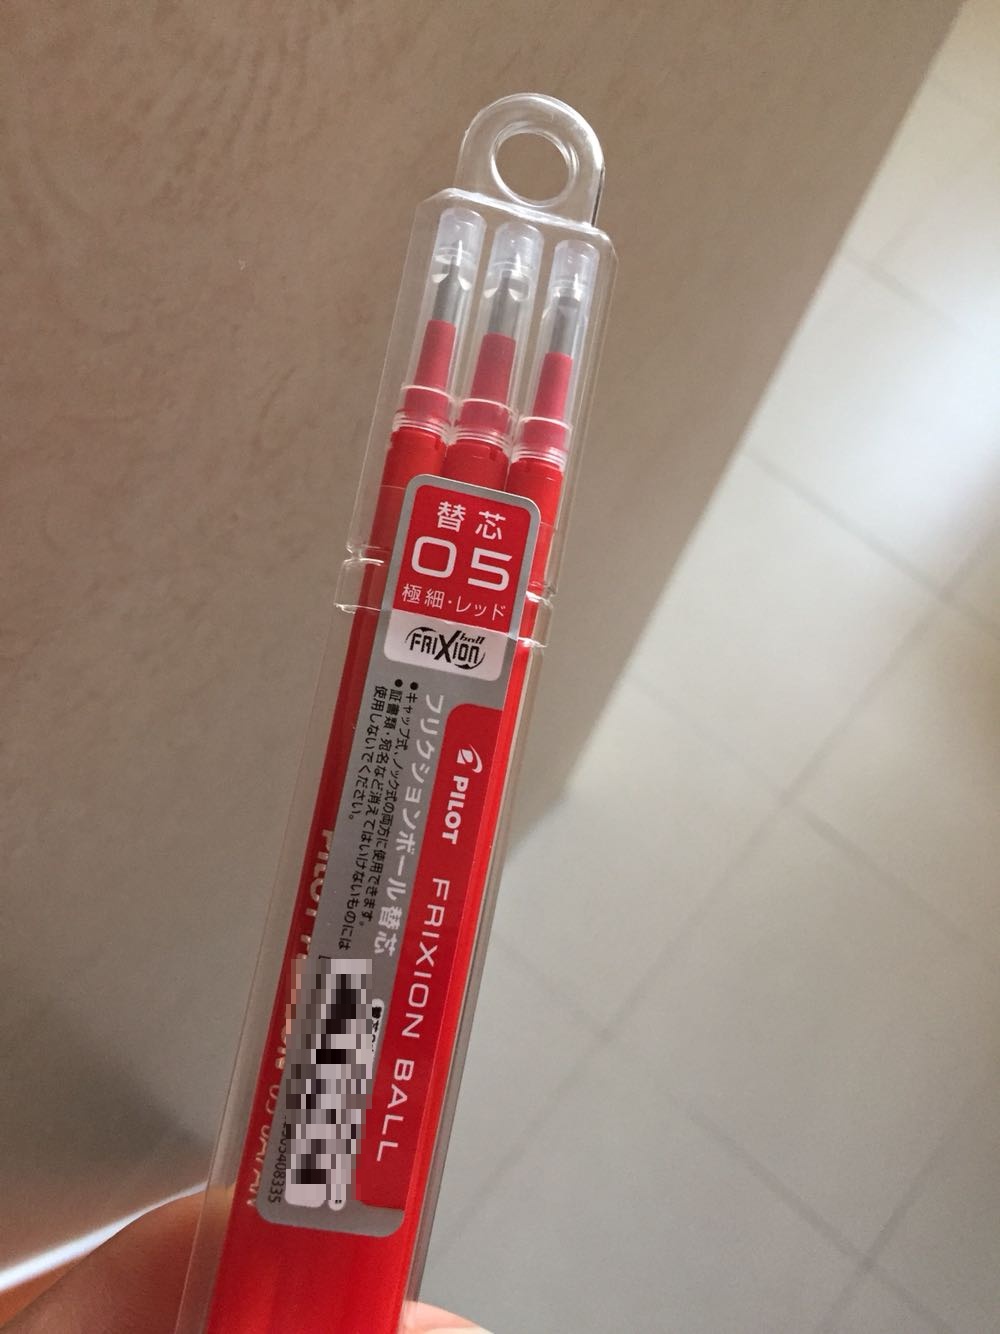 替芯
05
極細・レッド
FRIXION ball
PILOT FRIXION BALL
フリクションボール替芯
●キャップ式、ノック式の両方に使用できます。
●証書類・宛名など消えてはいけないものには
使用しないでください。
PILOT
05 JAPAN